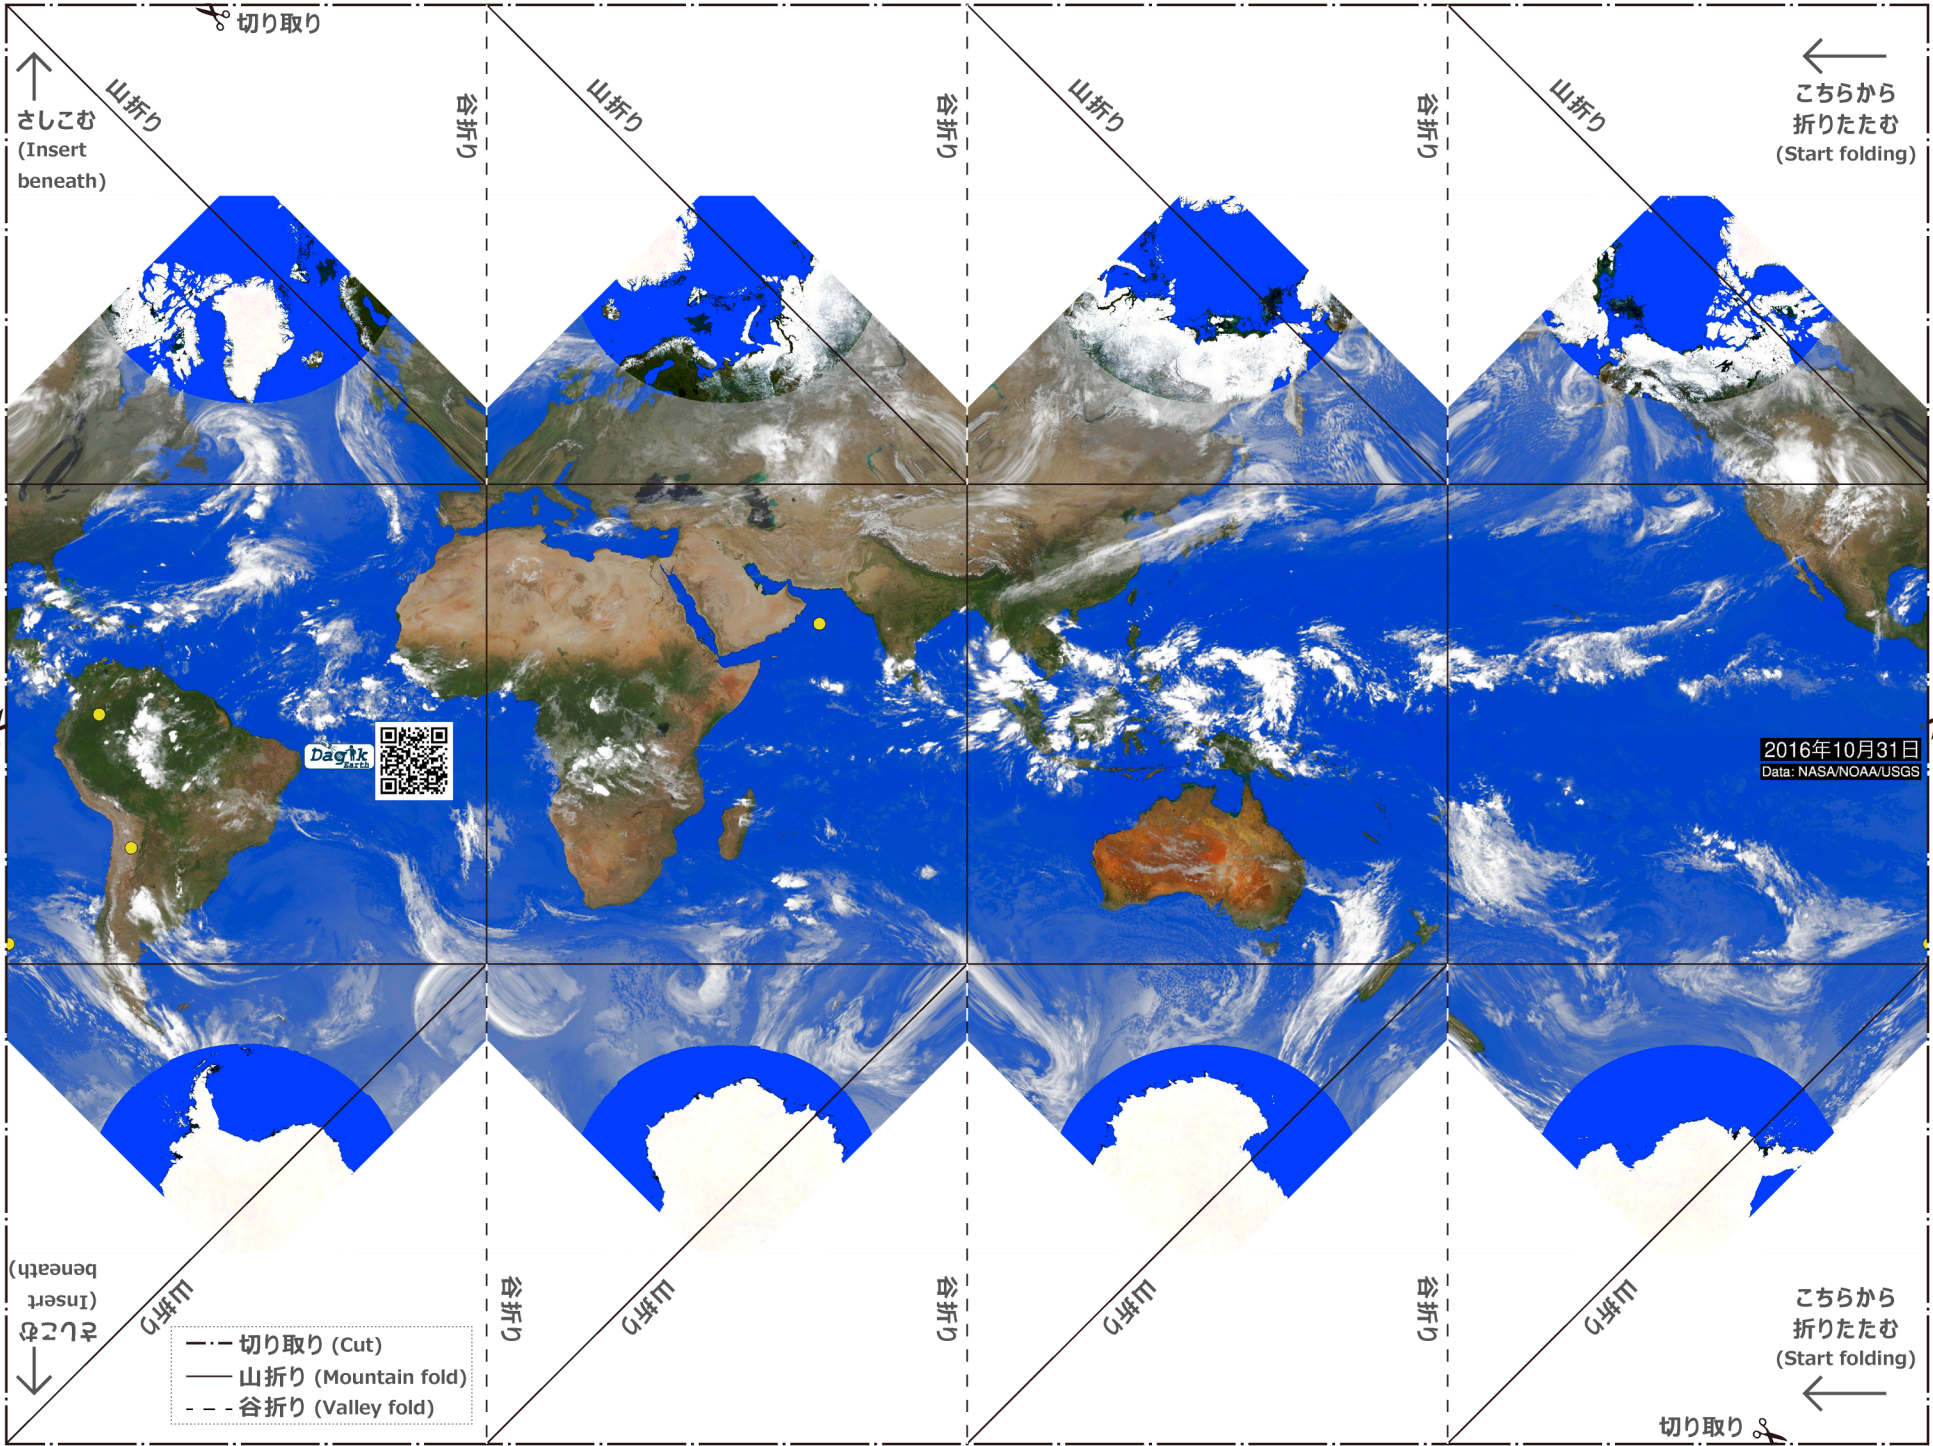 切り取り
山折り
谷折り
山折り
谷折り
山折り
谷折り
山折り
さしこむ
(Insert
beneath)
こちらから
折りたたむ
(Start folding)
Dagik
Earth
2016年10月31日
Data: NASA/NOAA/USGS
さしこむ
(Insert
beneath)
山折り
谷折り
山折り
谷折り
山折り
谷折り
山折り
こちらから
折りたたむ
(Start folding)
切り取り (Cut)
山折り (Mountain fold)
谷折り (Valley fold)
切り取り